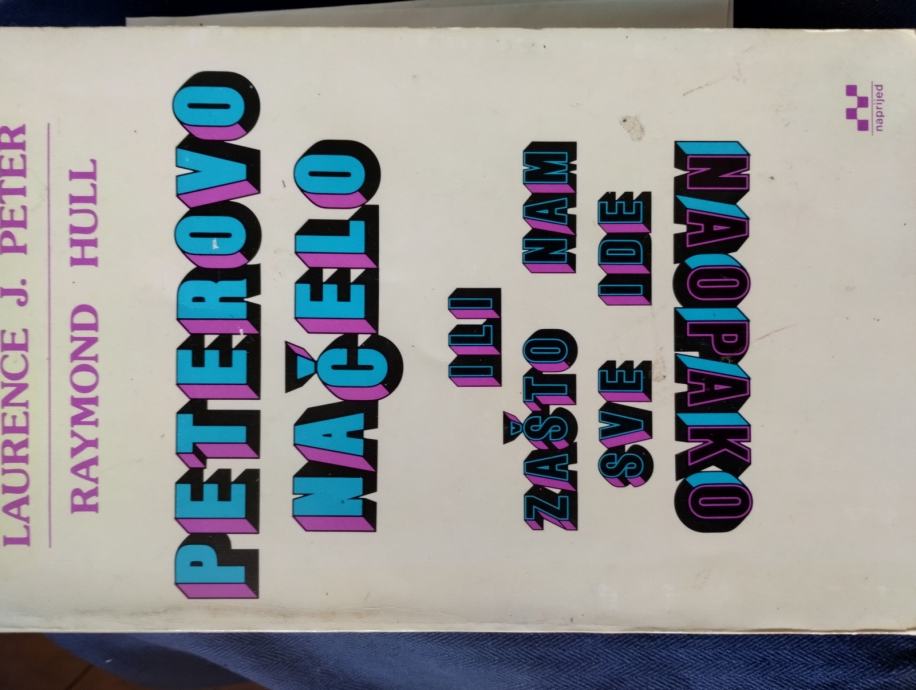 LAURENCE J. PETER
RAYMOND HULL
PETEROVO
NAČELO
ILI
ZAŠTO NAM
SVE IDE
NAOPAKO
naprijed